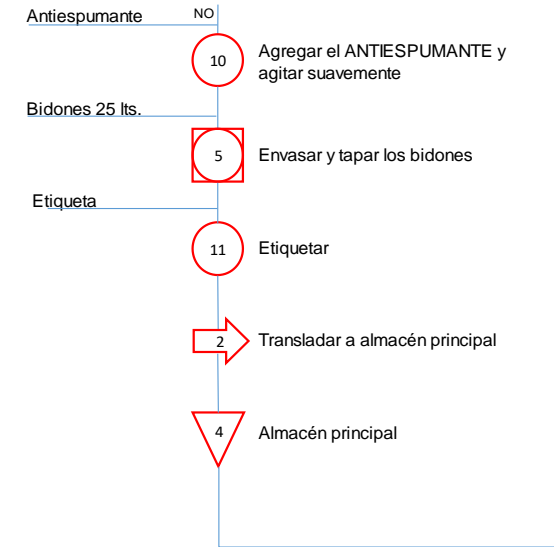 Antiespumante
NO
10
Agregar el ANTIESPUMANTE y
agitar suavemente
Bidones 25 lts.
5
Envasar y tapar los bidones
Etiqueta
11
Etiquetar
2
Transladar a almacén principal
4
Almacén principal